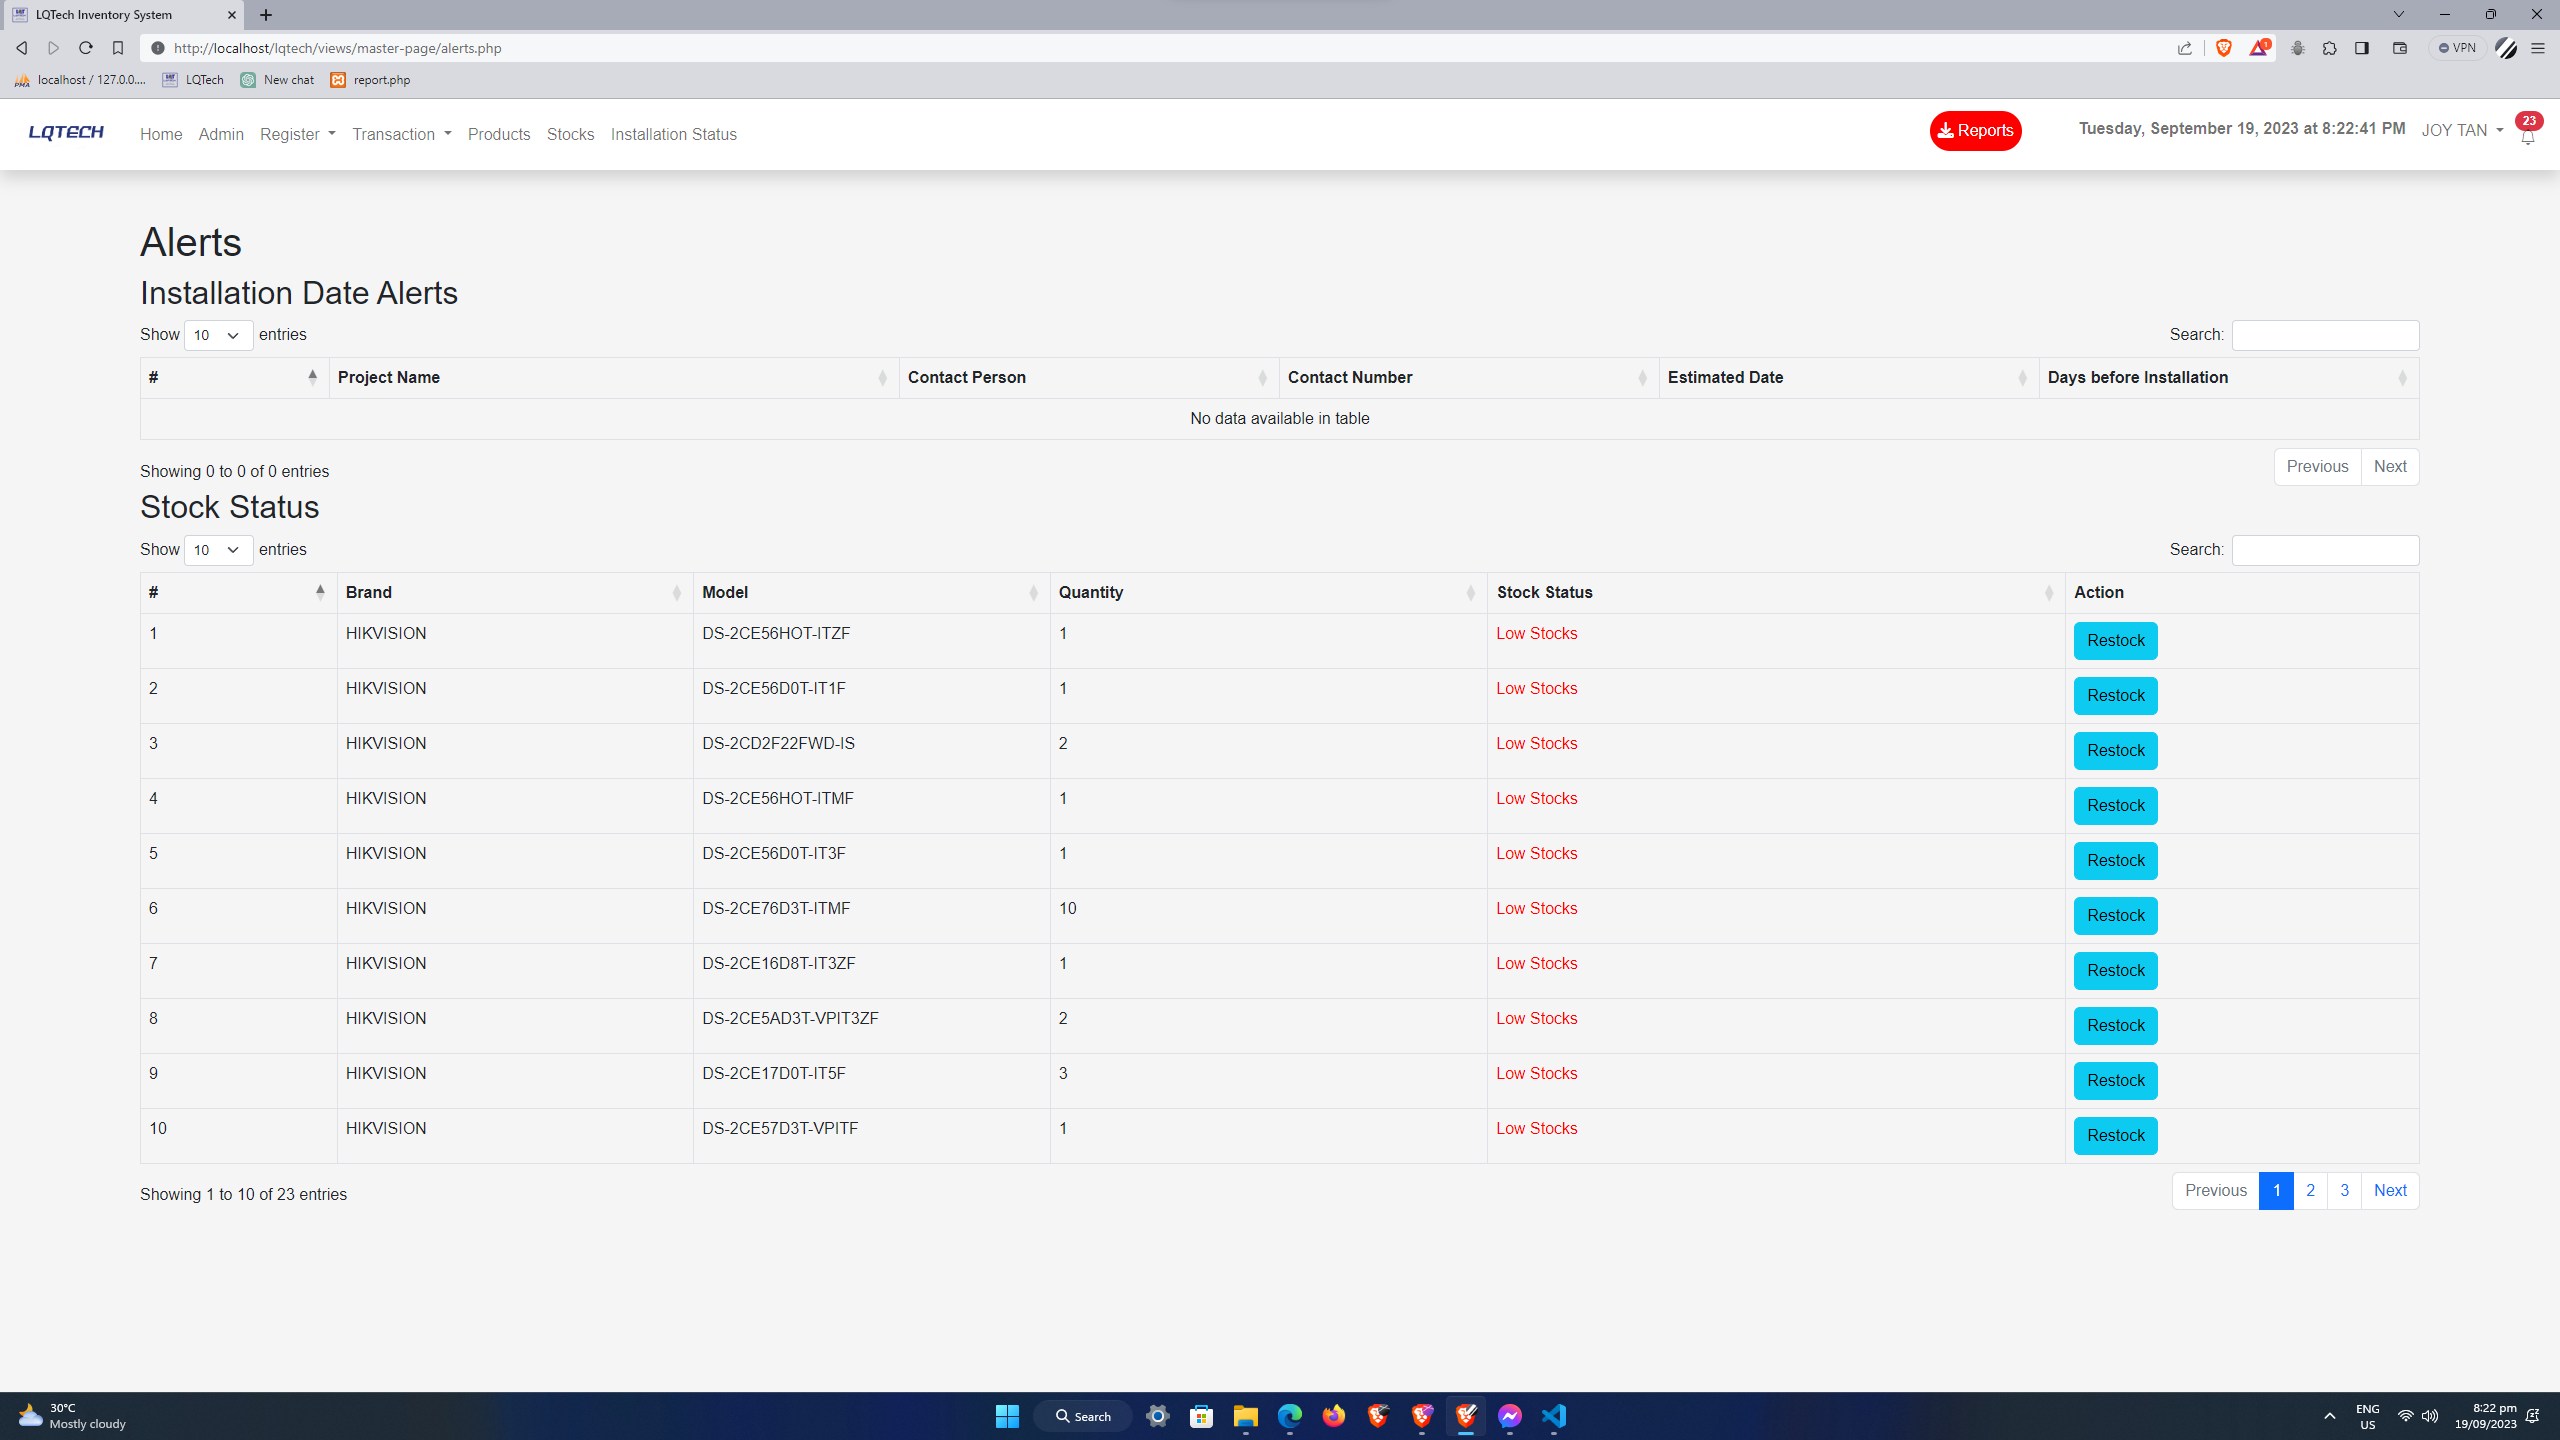 LQTech Inventory System
http://localhost/lqtech/views/master-page/alerts.php
VPN
localhost / 127.0.0.... LQTech New chat report.php
LQTECH Home Admin Register Transaction Products Stocks Installation Status Reports Tuesday, September 19, 2023 at 8:22:41 PM JOY TAN 23
Alerts
Installation Date Alerts
Show 10 entries Search:
# Project Name Contact Person Contact Number Estimated Date Days before Installation
No data available in table
Showing 0 to 0 of 0 entries Previous Next
Stock Status
Show 10 entries Search:
# Brand Model Quantity Stock Status Action
1 HIKVISION DS-2CE56HOT-ITZF 1 Low Stocks Restock
2 HIKVISION DS-2CE56D0T-IT1F 1 Low Stocks Restock
3 HIKVISION DS-2CD2F22FWD-IS 2 Low Stocks Restock
4 HIKVISION DS-2CE56HOT-ITMF 1 Low Stocks Restock
5 HIKVISION DS-2CE56D0T-IT3F 1 Low Stocks Restock
6 HIKVISION DS-2CE76D3T-ITMF 10 Low Stocks Restock
7 HIKVISION DS-2CE16D8T-IT3ZF 1 Low Stocks Restock
8 HIKVISION DS-2CE5AD3T-VPIT3ZF 2 Low Stocks Restock
9 HIKVISION DS-2CE17D0T-IT5F 3 Low Stocks Restock
10 HIKVISION DS-2CE57D3T-VPITF 1 Low Stocks Restock
Showing 1 to 10 of 23 entries Previous 1 2 3 Next
30°C
Mostly cloudy
Search
ENG
US
8:22 pm
19/09/2023